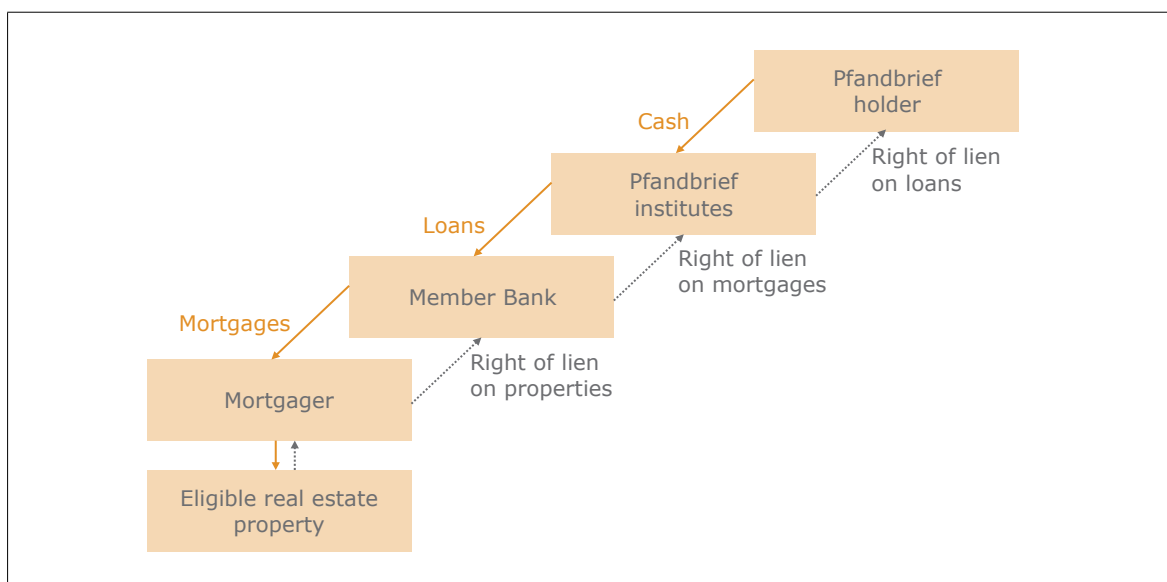 Pfandbrief
holder
Cash
Right of lien
on loans
Pfandbrief
institutes
Loans
Right of lien
on mortgages
Member Bank
Mortgages
Right of lien
on properties
Mortgager
Eligible real estate
property